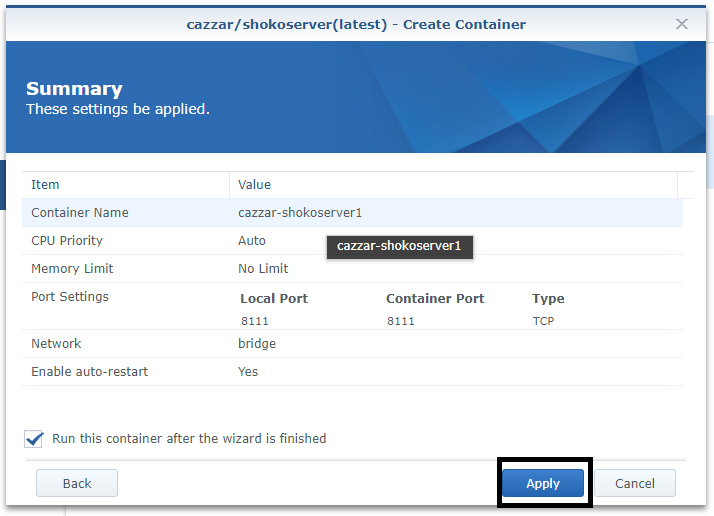 cazzar/shokoserver(latest) - Create Container
Summary
These settings be applied.
Item Value
Container Name cazzar-shokoserver1
CPU Priority Auto
cazzar-shokoserver1
Memory Limit No Limit
Port Settings Local Port Container Port Type
8111 8111 TCP
Network bridge
Enable auto-restart Yes
Run this container after the wizard is finished
Back Apply Cancel